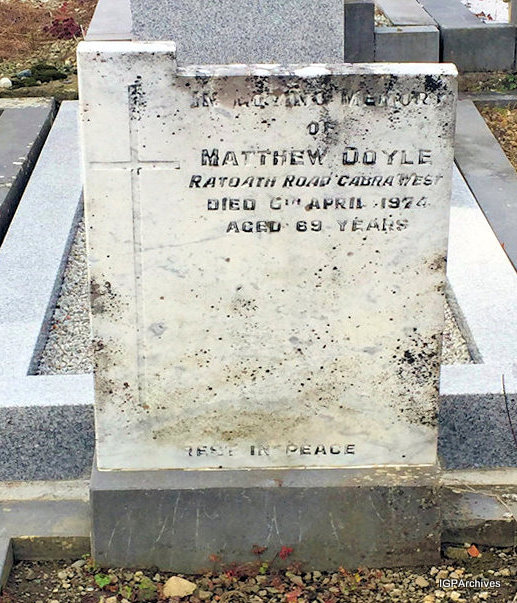 IN LOVING MEMORY
OF
MATTHEW DOYLE
RATOATH ROAD CABRA WEST
DIED 6TH APRIL 1974
AGED 69 YEARS
REST IN PEACE
IGPArchives